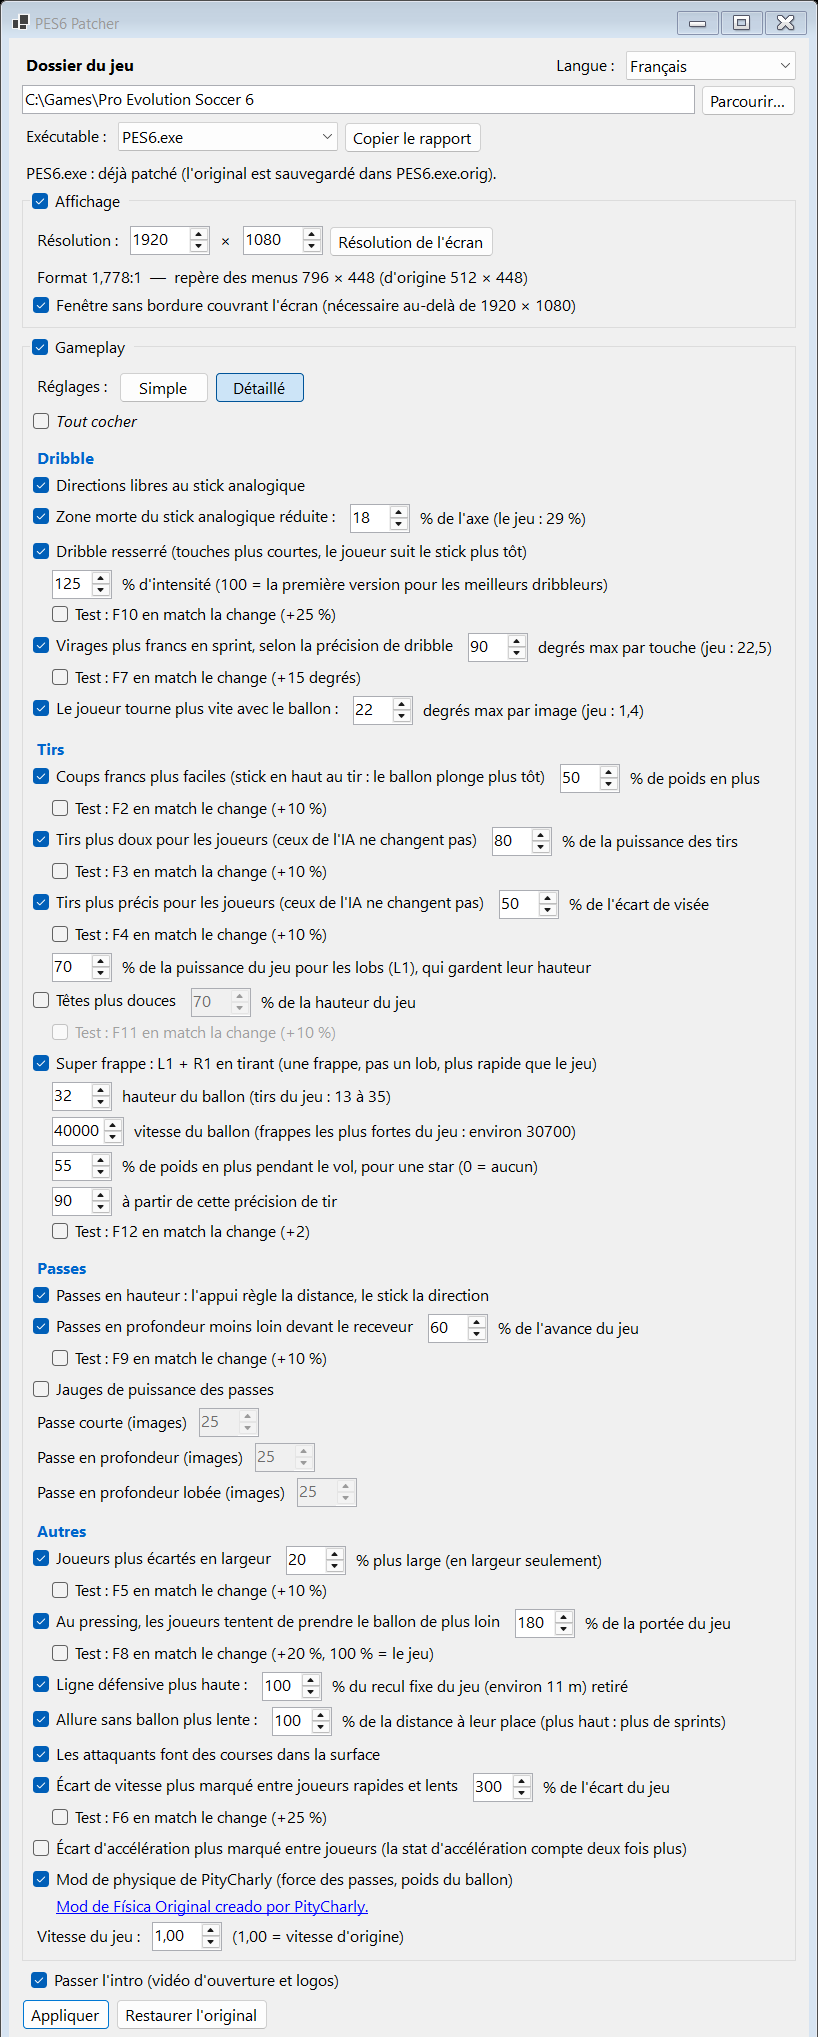 PES6 Patcher
Dossier du jeu
Langue : Français
C:\Games\Pro Evolution Soccer 6 Parcourir...
Exécutable : PES6.exe Copier le rapport
PES6.exe : déjà patché (l'original est sauvegardé dans PES6.exe.orig).
Affichage
Résolution : 1920 × 1080 Résolution de l'écran
Format 1,778:1 — repère des menus 796 × 448 (d'origine 512 × 448)
Fenêtre sans bordure couvrant l'écran (nécessaire au-delà de 1920 × 1080)
Gameplay
Réglages : Simple Détaillé
Tout cocher
Dribble
Directions libres au stick analogique
Zone morte du stick analogique réduite : 18 % de l'axe (le jeu : 29 %)
Dribble resserré (touches plus courtes, le joueur suit le stick plus tôt)
125 % d'intensité (100 = la première version pour les meilleurs dribbleurs)
Test : F10 en match la change (+25 %)
Virages plus francs en sprint, selon la précision de dribble 90 degrés max par touche (jeu : 22,5)
Test : F7 en match le change (+15 degrés)
Le joueur tourne plus vite avec le ballon : 22 degrés max par image (jeu : 1,4)
Tirs
Coups francs plus faciles (stick en haut au tir : le ballon plonge plus tôt) 50 % de poids en plus
Test : F2 en match le change (+10 %)
Tirs plus doux pour les joueurs (ceux de l'IA ne changent pas) 80 % de la puissance des tirs
Test : F3 en match le change (+10 %)
Tirs plus précis pour les joueurs (ceux de l'IA ne changent pas) 50 % de l'écart de visée
Test : F4 en match le change (+10 %)
70 % de la puissance du jeu pour les lobs (L1), qui gardent leur hauteur
Têtes plus douces 70 % de la hauteur du jeu
Test : F11 en match la change (+10 %)
Super frappe : L1 + R1 en tirant (une frappe, pas un lob, plus rapide que le jeu)
32 hauteur du ballon (tirs du jeu : 13 à 35)
40000 vitesse du ballon (frappes les plus fortes du jeu : environ 30700)
55 % de poids en plus pendant le vol, pour une star (0 = aucun)
90 à partir de cette précision de tir
Test : F12 en match la change (+2)
Passes
Passes en hauteur : l'appui règle la distance, le stick la direction
Passes en profondeur moins loin devant le receveur 60 % de l'avance du jeu
Test : F9 en match le change (+10 %)
Jauges de puissance des passes
Passe courte (images) 25
Passe en profondeur (images) 25
Passe en profondeur lobée (images) 25
Autres
Joueurs plus écartés en largeur 20 % plus large (en largeur seulement)
Test : F5 en match le change (+10 %)
Au pressing, les joueurs tentent de prendre le ballon de plus loin 180 % de la portée du jeu
Test : F8 en match le change (+20 %, 100 % = le jeu)
Ligne défensive plus haute : 100 % du recul fixe du jeu (environ 11 m) retiré
Allure sans ballon plus lente : 100 % de la distance à leur place (plus haut : plus de sprints)
Les attaquants font des courses dans la surface
Écart de vitesse plus marqué entre joueurs rapides et lents 300 % de l'écart du jeu
Test : F6 en match le change (+25 %)
Écart d'accélération plus marqué entre joueurs (la stat d'accélération compte deux fois plus)
Mod de physique de PityCharly (force des passes, poids du ballon)
Mod de Física Original creado por PityCharly.
Vitesse du jeu : 1,00 (1,00 = vitesse d'origine)
Passer l'intro (vidéo d'ouverture et logos)
Appliquer Restaurer l'original